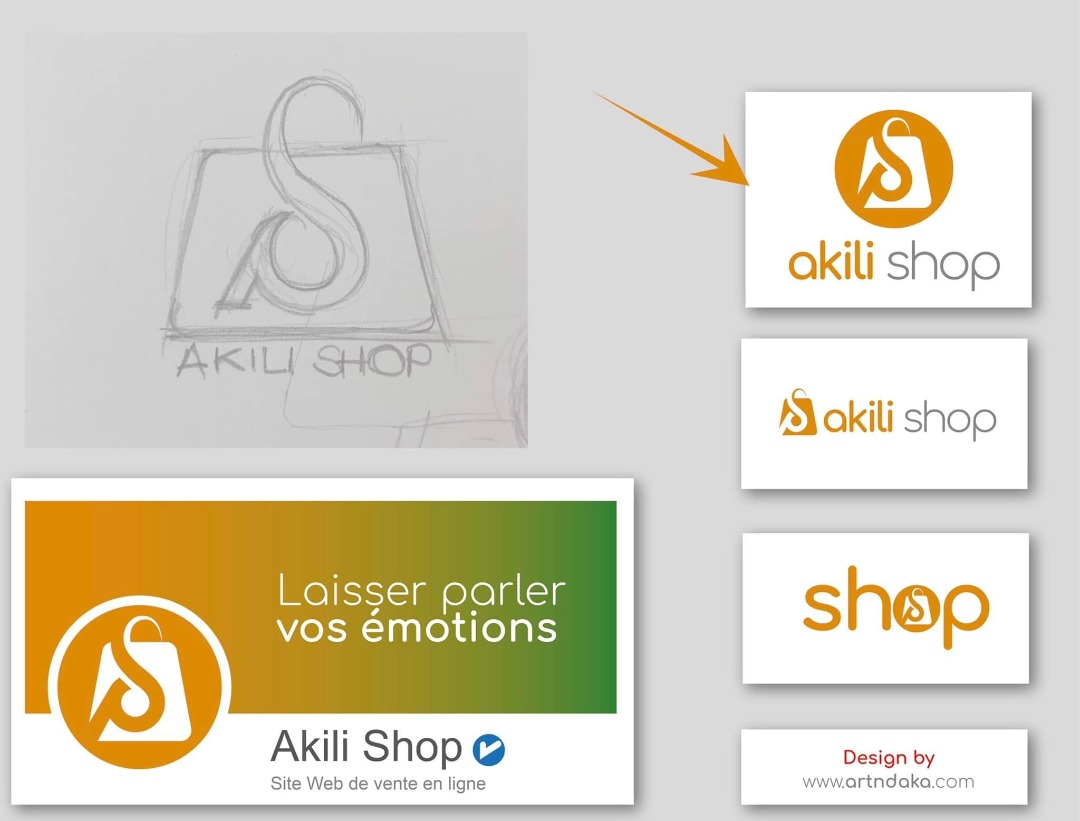 AKILI SHOP
akili shop
akili shop
shop
Laisser parler
vos émotions
Akili Shop
Site Web de vente en ligne
Design by
www.artndaka.com